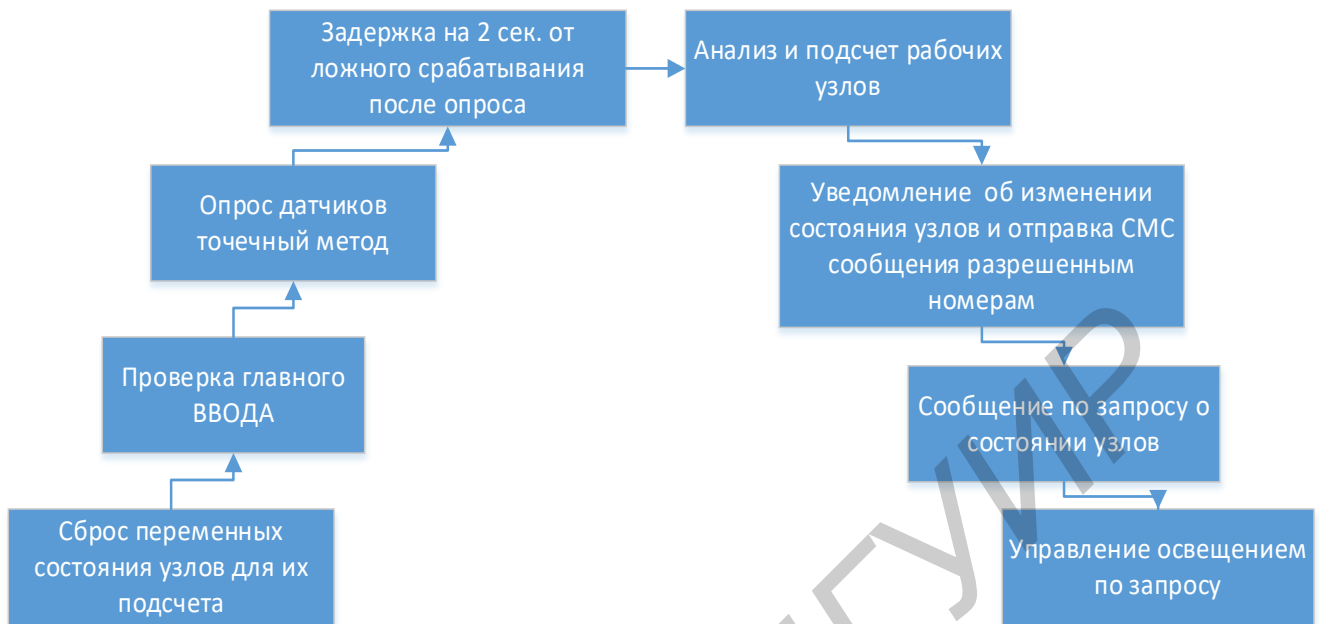 Задержка на 2 сек. от
ложного срабатывания
после опроса
Анализ и подсчет рабочих
узлов
Опрос датчиков
точечный метод
Уведомление об изменении
состояния узлов и отправка СМС
сообщения разрешенным
номерам
Проверка главного
ВВОДА
Сообщение по запросу о
состоянии узлов
Сброс переменных
состояния узлов для их
подсчета
Управление освещением
по запросу
ГУИР